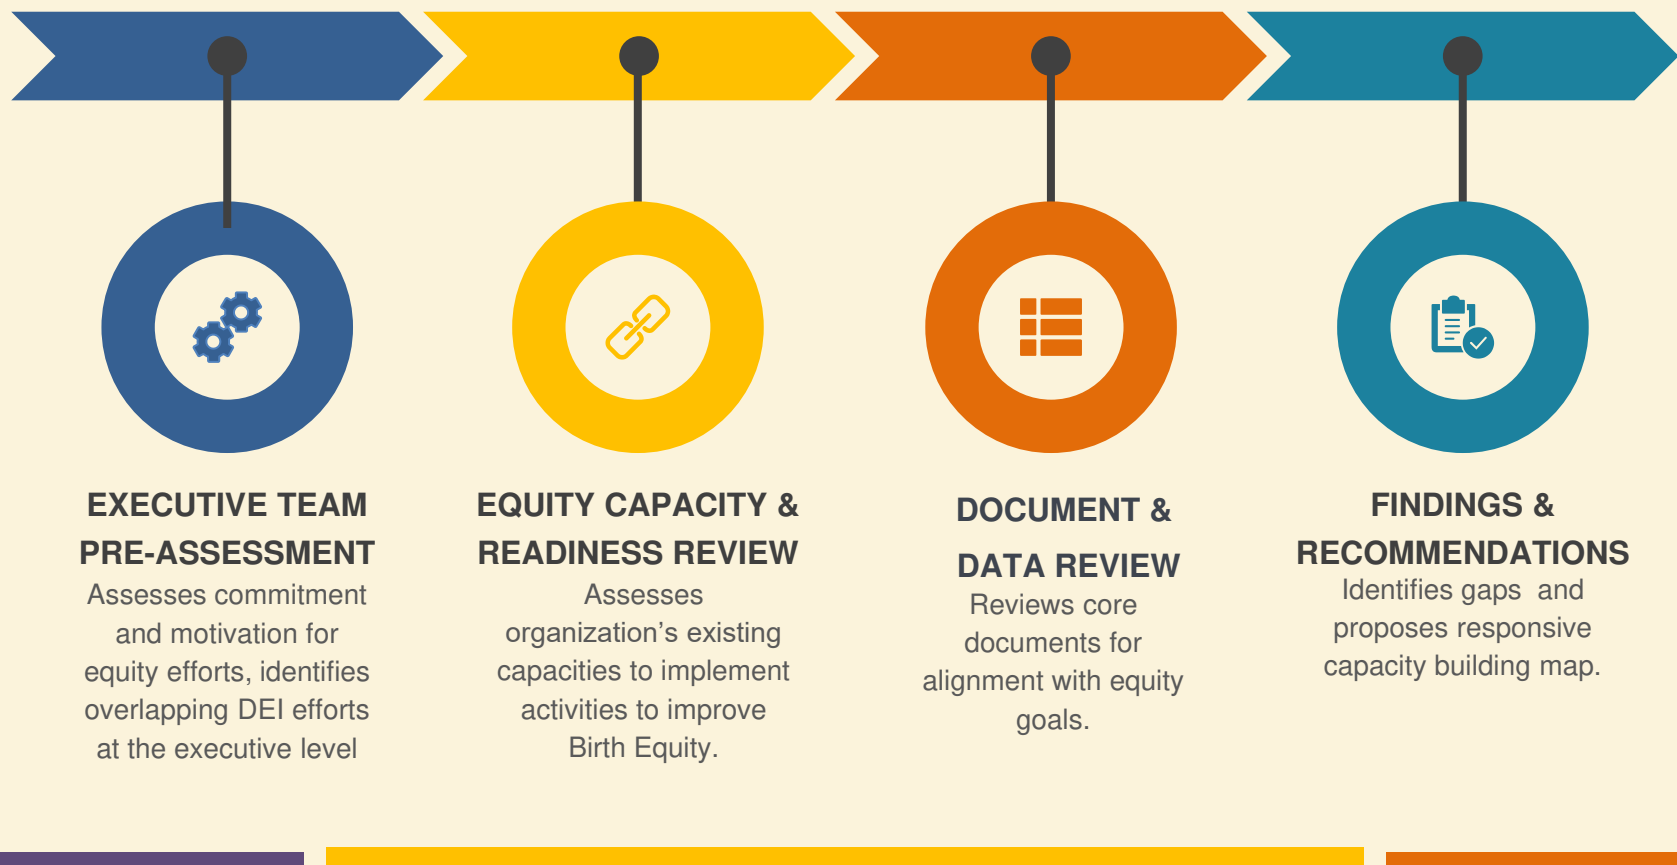 EXECUTIVE TEAM
PRE-ASSESSMENT
Assesses commitment
and motivation for
equity efforts, identifies
overlapping DEI efforts
at the executive level
EQUITY CAPACITY &
READINESS REVIEW
Assesses
organization’s existing
capacities to implement
activities to improve
Birth Equity.
DOCUMENT &
DATA REVIEW
Reviews core
documents for
alignment with equity
goals.
FINDINGS &
RECOMMENDATIONS
Identifies gaps  and
proposes responsive
capacity building map.